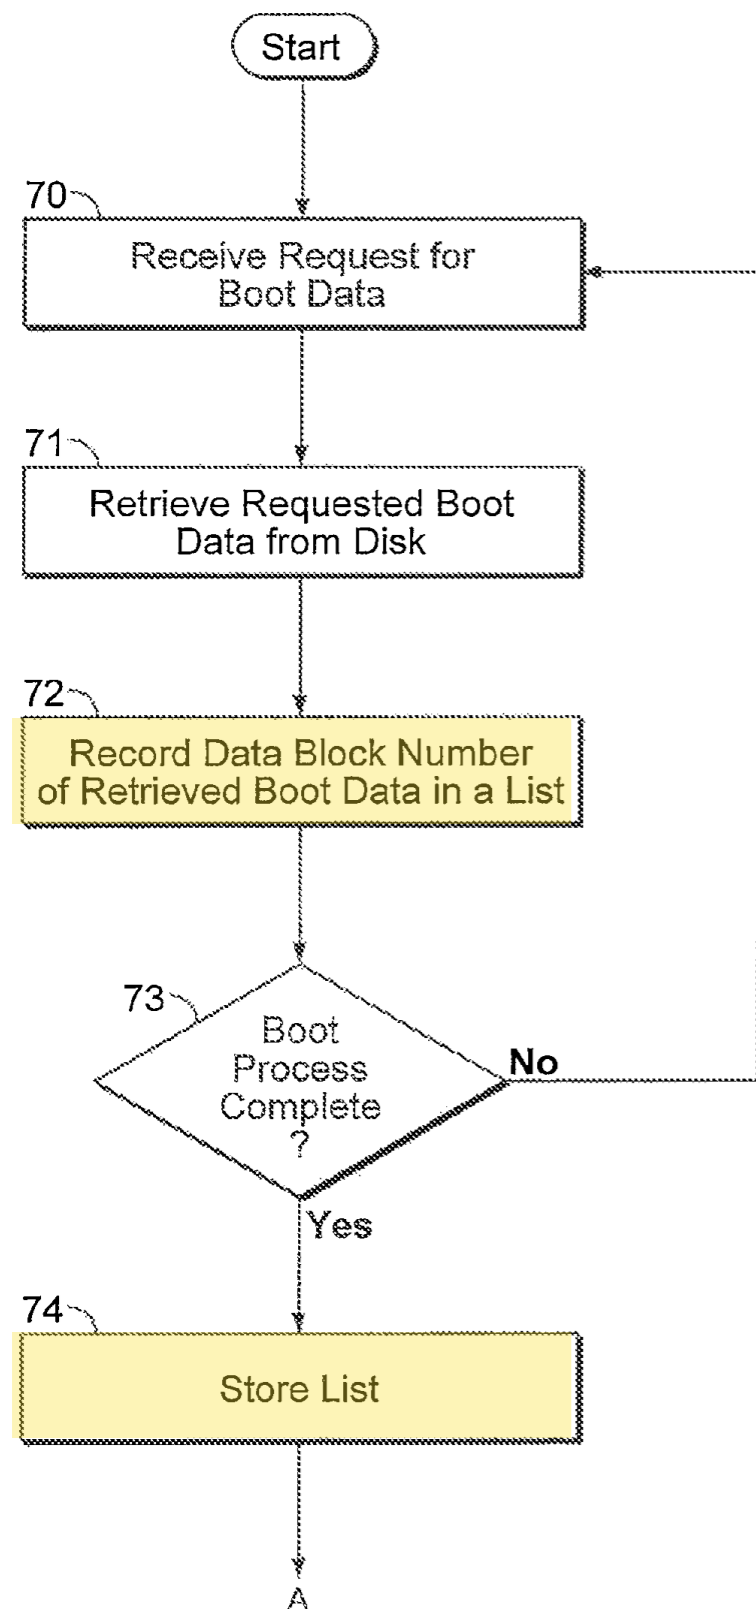 Start
70
Receive Request for
Boot Data
71
Retrieve Requested Boot
Data from Disk
72
Record Data Block Number
of Retrieved Boot Data in a List
73
Boot
Process
Complete
?
No
Yes
74
Store List
A